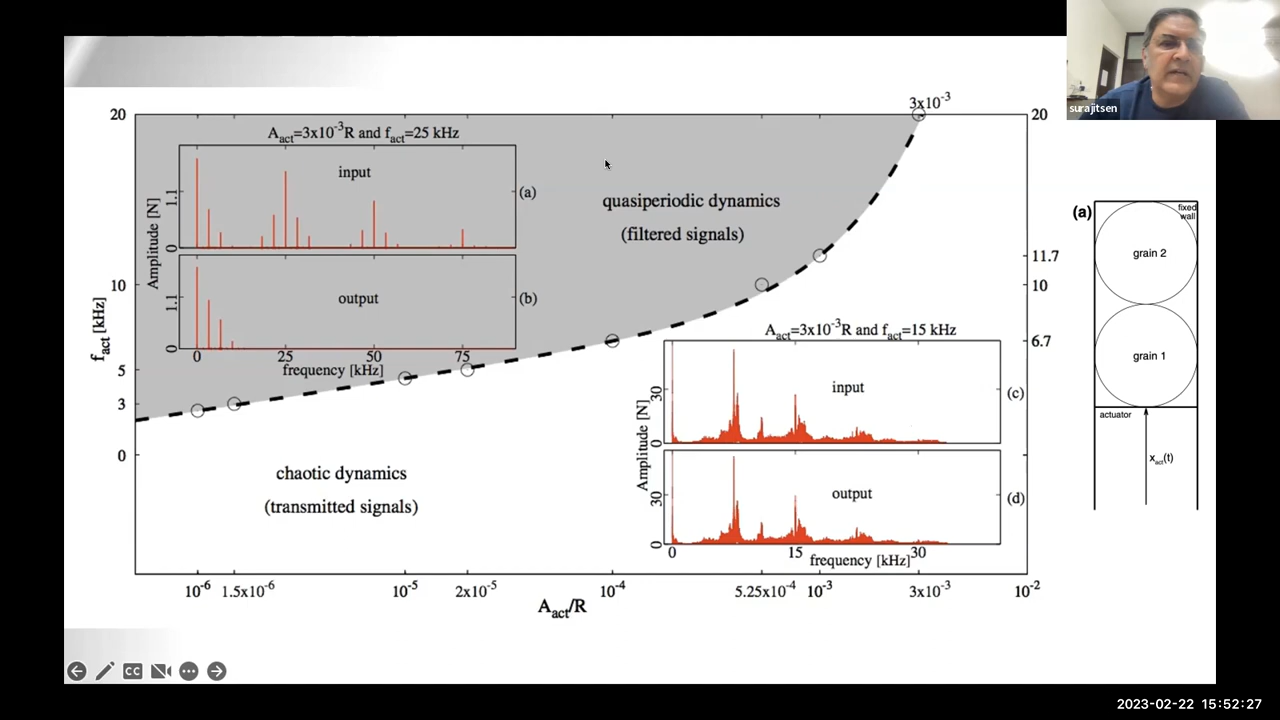 surajitsen
3x10⁻³
20
20
A_act=3x10⁻³R and f_act=25 kHz
input
(a)
1.1
0
Amplitude [N]
output
(b)
1.1
0
0 25 50 75
frequency [kHz]
quasiperiodic dynamics
(filtered signals)
10
5
3
0
f_act [kHz]
11.7
10
6.7
A_act=3x10⁻³R and f_act=15 kHz
input
(c)
30
0
Amplitude [N]
output
(d)
30
0
0 15 30
frequency [kHz]
chaotic dynamics
(transmitted signals)
10⁻⁶ 1.5x10⁻⁶ 10⁻⁵ 2x10⁻⁵ 10⁻⁴ 5.25x10⁻⁴ 10⁻³ 3x10⁻³ 10⁻²
A_act/R
(a)
fixed
wall
grain 2
grain 1
actuator
x_act(t)
CC
2023-02-22 15:52:27